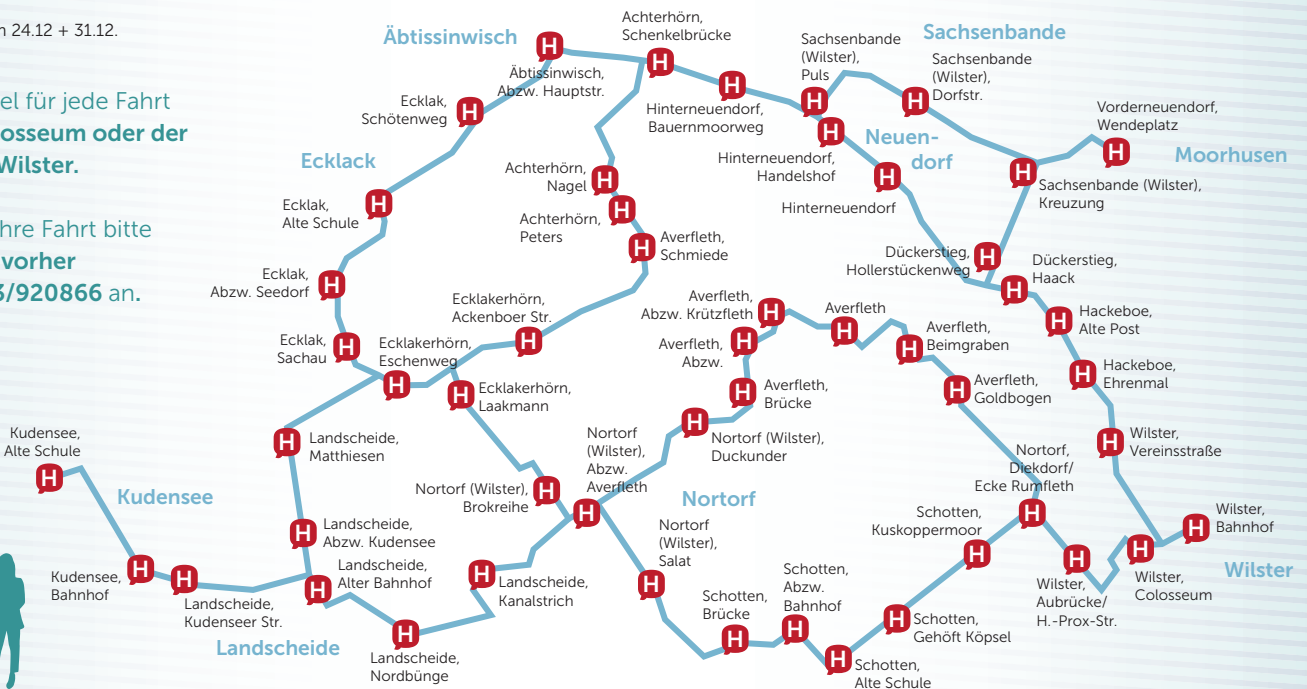 n 24.12 + 31.12.
el für jede Fahrt
olosseum oder der
Wilster.
hre Fahrt bitte
vorher
3/920866 an.
Äbtissinwisch
H
Äbtissinwisch,
Abzw. Hauptstr.
Achterhörn,
Schenkelbrücke
H
H
Hinterneuendorf,
Bauernmoorweg
Sachsenbande
(Wilster),
Puls
H
Sachsenbande
Sachsenbande
(Wilster),
Dorfstr.
H
Vorderneuendorf,
Wendeplatz
H
Moorhusen
Ecklak,
Schötenweg
H
Ecklack
Hinterneuendorf,
Handelshof
H
Neuen-
dorf
H
Hinterneuendorf
H
Sachsenbande (Wilster),
Kreuzung
Achterhörn,
Nagel
H
Achterhörn,
Peters
H
H
Averfleth,
Schmiede
Ecklak,
Alte Schule
H
Dückerstieg,
Hollerstückenweg
H
Dückerstieg,
Haack
H
Ecklak,
Abzw. Seedorf
H
Ecklakerhörn,
Ackenboer Str.
H
Averfleth,
Abzw. Krützfleth
H
Averfleth
H
Averfleth,
Beimgraben
H
H
Hackeboe,
Alte Post
Ecklak,
Sachau
H
Ecklakerhörn,
Eschenweg
H
Averfleth,
Abzw.
H
H
Hackeboe,
Ehrenmal
H
Ecklakerhörn,
Laakmann
H
Averfleth,
Brücke
H
Averfleth,
Goldbogen
Kudensee,
Alte Schule
H
Kudensee
H
Landscheide,
Matthiesen
Nortorf
(Wilster),
Abzw.
Averfleth
H
H
Nortorf (Wilster),
Duckunder
H
Wilster,
Vereinsstraße
Nortorf (Wilster),
Brokreihe
H
Nortorf
Nortorf,
Diekdorf/
Ecke Rumfleth
H
H
Landscheide,
Abzw. Kudensee
Nortorf
(Wilster),
Salat
H
Schotten,
Kuskoppermoor
H
H
Wilster,
Bahnhof
Wilster
Kudensee,
Bahnhof
H
H
Landscheide,
Kudenseer Str.
Landscheide,
Alter Bahnhof
H
H
Landscheide,
Kanalstrich
Schotten,
Brücke
H
Schotten,
Abzw.
Bahnhof
H
H
Wilster,
Aubrücke/
H.-Prox-Str.
H
Wilster,
Colosseum
Landscheide
H
Landscheide,
Nordbünge
H
Schotten,
Gehöft Köpsel
H
Schotten,
Alte Schule